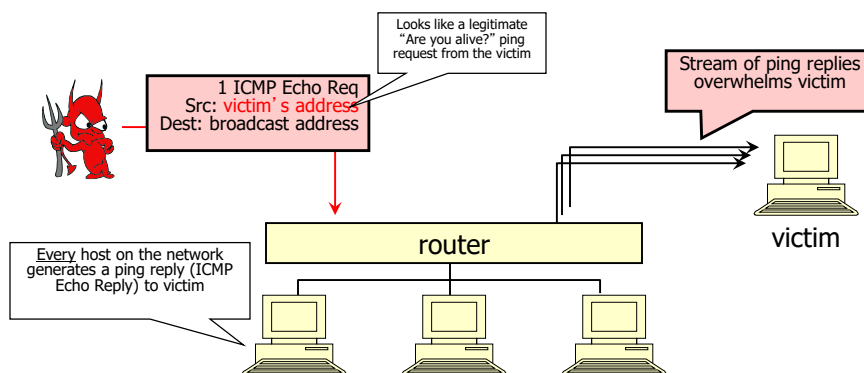 Looks like a legitimate
“Are you alive?” ping
request from the victim
1 ICMP Echo Req
Src: victim’s address
Dest: broadcast address
Stream of ping replies
overwhelms victim
router
victim
Every host on the network
generates a ping reply (ICMP
Echo Reply) to victim